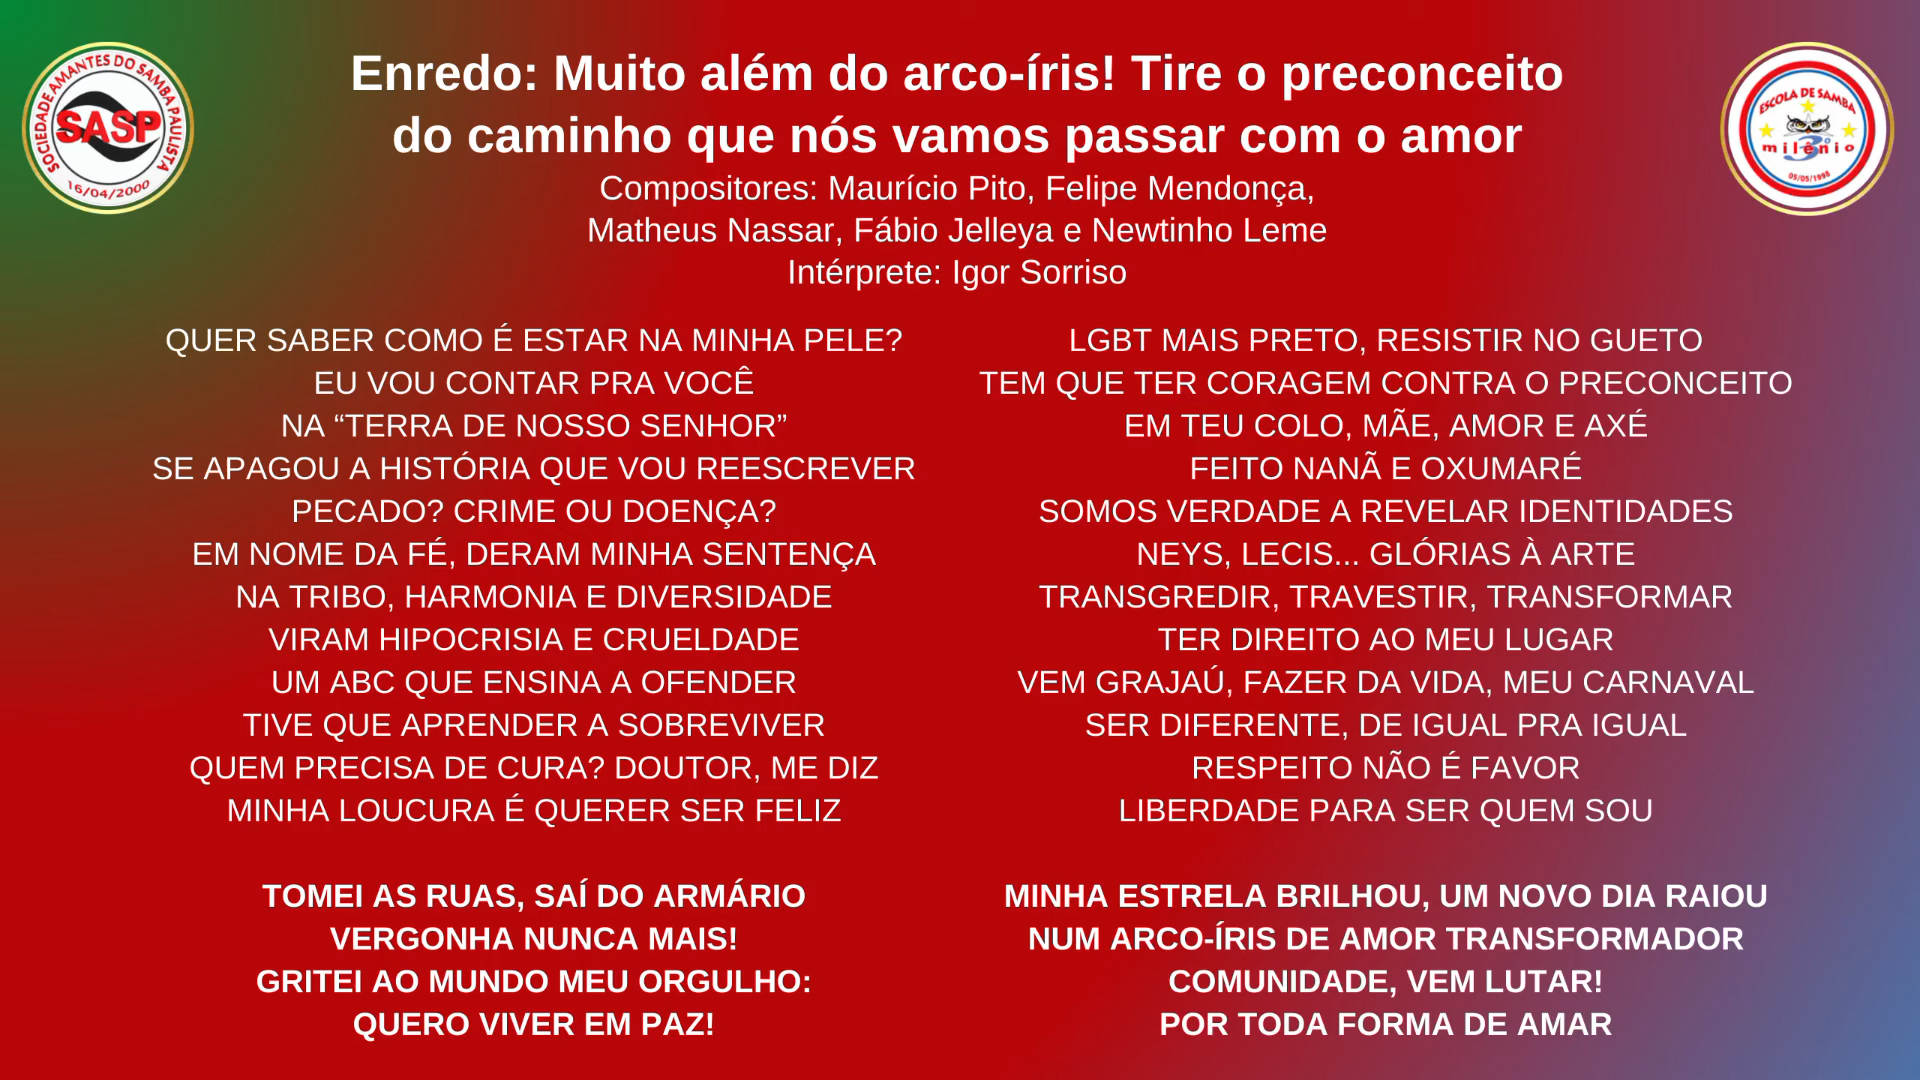 SOCIEDADE AMANTES DO SAMBA PAULISTA
SASP
16/04/2000
Enredo: Muito além do arco-íris! Tire o preconceito
do caminho que nós vamos passar com o amor
Compositores: Maurício Pito, Felipe Mendonça,
Matheus Nassar, Fábio Jelleya e Newtinho Leme
Intérprete: Igor Sorriso
ESCOLA DE SAMBA
3º
milênio
05/05/1998
QUER SABER COMO É ESTAR NA MINHA PELE?
EU VOU CONTAR PRA VOCÊ
NA “TERRA DE NOSSO SENHOR”
SE APAGOU A HISTÓRIA QUE VOU REESCREVER
PECADO? CRIME OU DOENÇA?
EM NOME DA FÉ, DERAM MINHA SENTENÇA
NA TRIBO, HARMONIA E DIVERSIDADE
VIRAM HIPOCRISIA E CRUELDADE
UM ABC QUE ENSINA A OFENDER
TIVE QUE APRENDER A SOBREVIVER
QUEM PRECISA DE CURA? DOUTOR, ME DIZ
MINHA LOUCURA É QUERER SER FELIZ
TOMEI AS RUAS, SAÍ DO ARMÁRIO
VERGONHA NUNCA MAIS!
GRITEI AO MUNDO MEU ORGULHO:
QUERO VIVER EM PAZ!
LGBT MAIS PRETO, RESISTIR NO GUETO
TEM QUE TER CORAGEM CONTRA O PRECONCEITO
EM TEU COLO, MÃE, AMOR E AXÉ
FEITO NANÃ E OXUMARÉ
SOMOS VERDADE A REVELAR IDENTIDADES
NEYS, LECIS... GLÓRIAS À ARTE
TRANSGREDIR, TRAVESTIR, TRANSFORMAR
TER DIREITO AO MEU LUGAR
VEM GRAJAÚ, FAZER DA VIDA, MEU CARNAVAL
SER DIFERENTE, DE IGUAL PRA IGUAL
RESPEITO NÃO É FAVOR
LIBERDADE PARA SER QUEM SOU
MINHA ESTRELA BRILHOU, UM NOVO DIA RAIOU
NUM ARCO-ÍRIS DE AMOR TRANSFORMADOR
COMUNIDADE, VEM LUTAR!
POR TODA FORMA DE AMAR